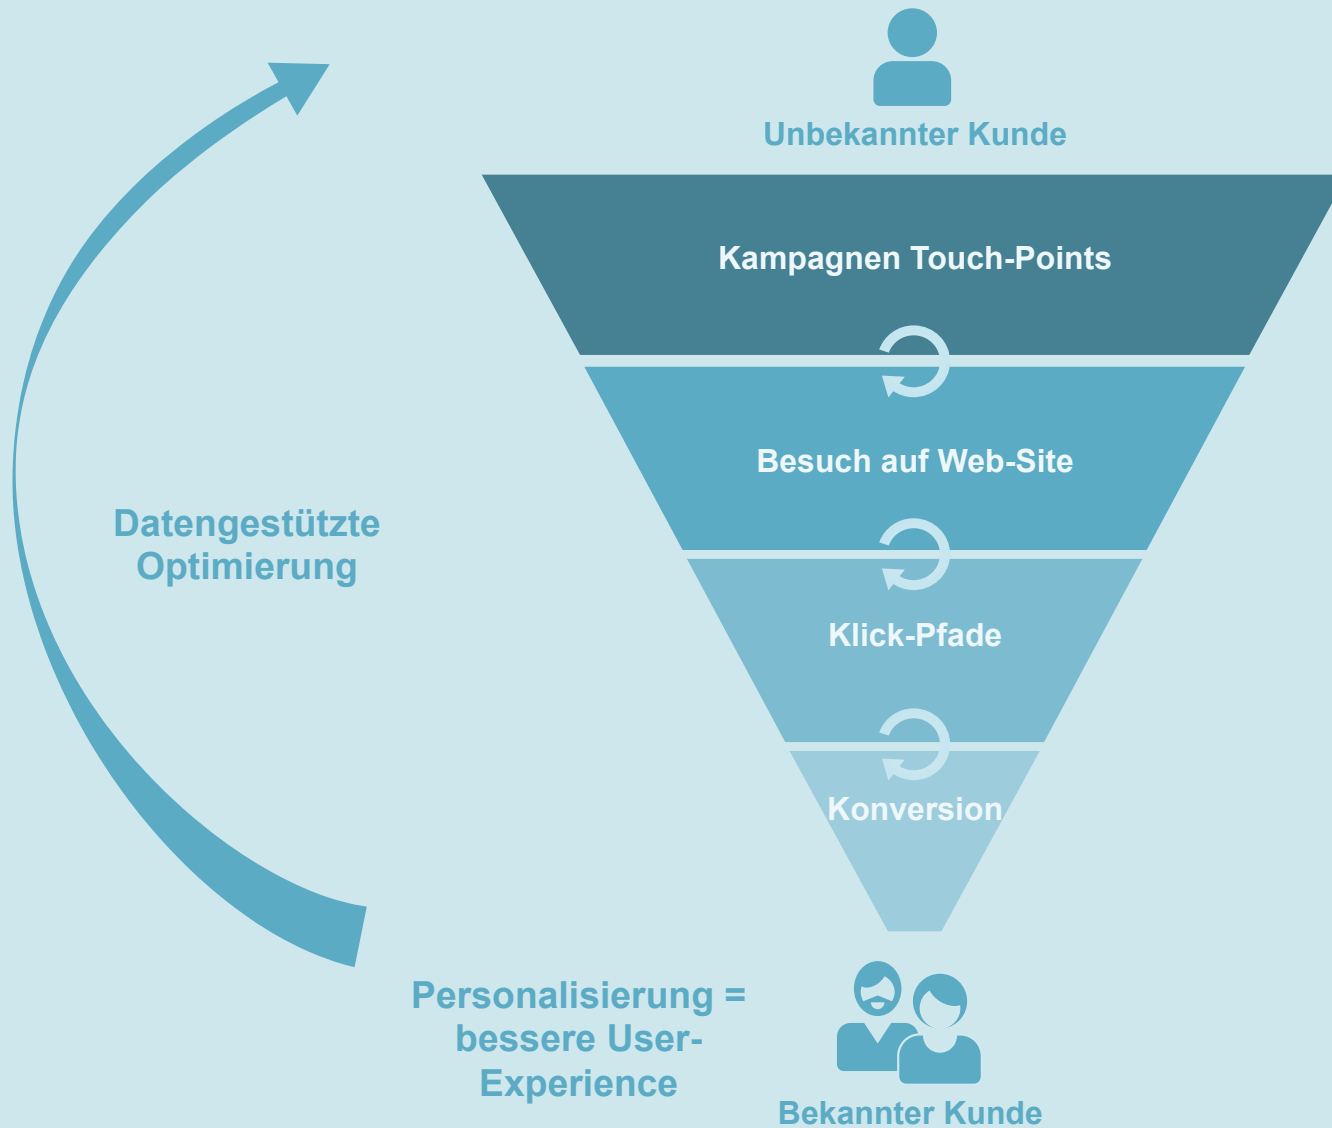 Unbekannter Kunde
Kampagnen Touch-Points
Besuch auf Web-Site
Datengestützte
Optimierung
Klick-Pfade
Konversion
Personalisierung =
bessere User-
Experience
Bekannter Kunde